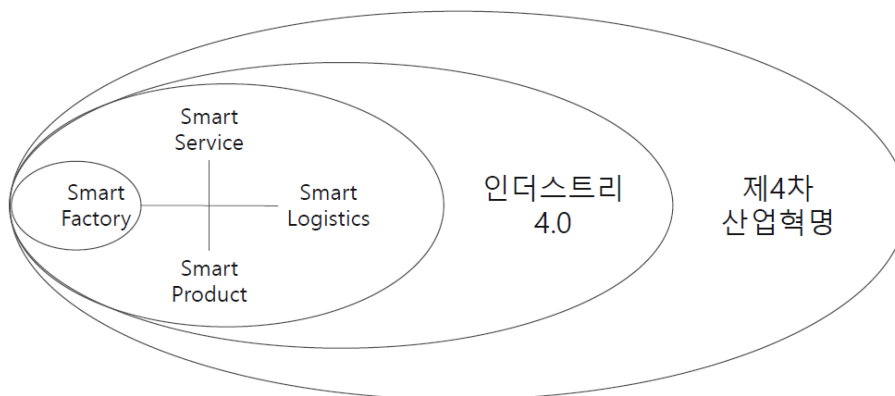 Smart
Service
Smart
Factory
Smart
Logistics
Smart
Product
인더스트리
4.0
제4차
산업혁명